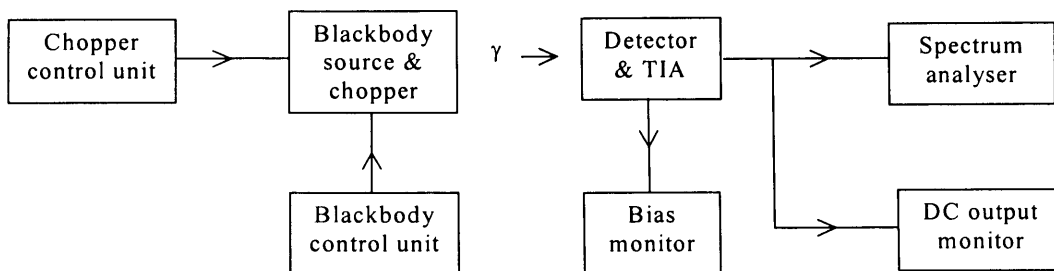 Chopper
control unit
Blackbody
source &
chopper
γ
Detector
& TIA
Spectrum
analyser
Blackbody
control unit
Bias
monitor
DC output
monitor